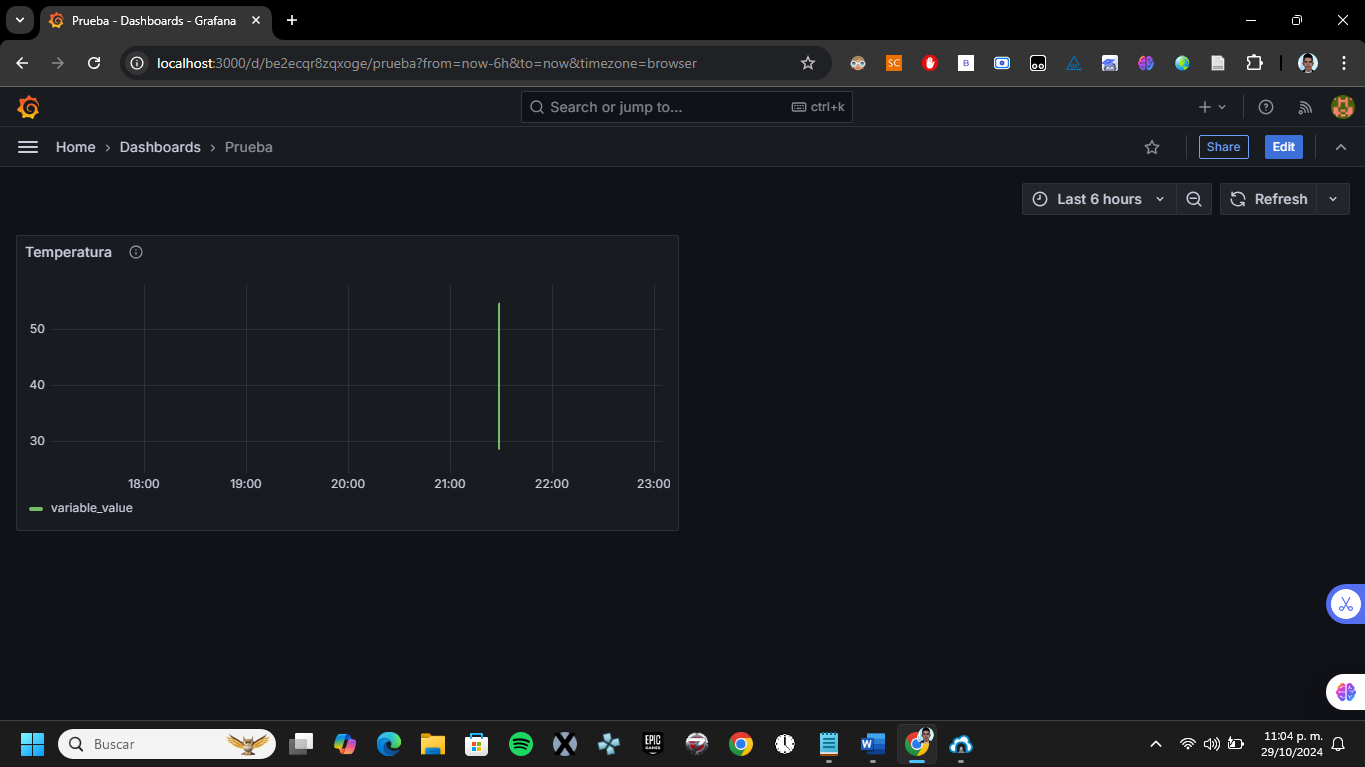 Prueba - Dashboards - Grafana
localhost:3000/d/be2ecqr8zqxoge/prueba?from=now-6h&to=now&timezone=browser
SC
B
Search or jump to...
ctrl+k
Home › Dashboards › Prueba
Share
Edit
Last 6 hours
Refresh
Temperatura
50
40
30
18:00 19:00 20:00 21:00 22:00 23:00
variable_value
Buscar
EPIC GAMES
11:04 p. m.
29/10/2024